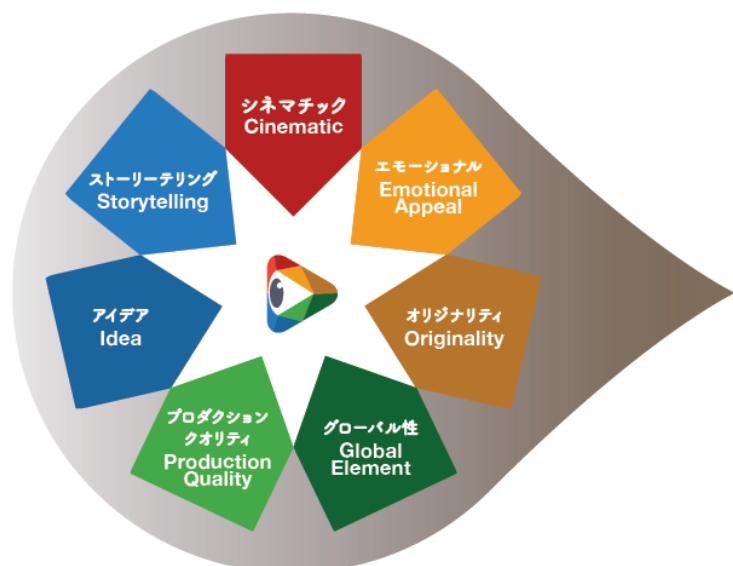 シネマチック
Cinematic
エモーショナル
Emotional
Appeal
オリジナリティ
Originality
グローバル性
Global
Element
プロダクション
クオリティ
Production
Quality
アイデア
Idea
ストーリーテリング
Storytelling